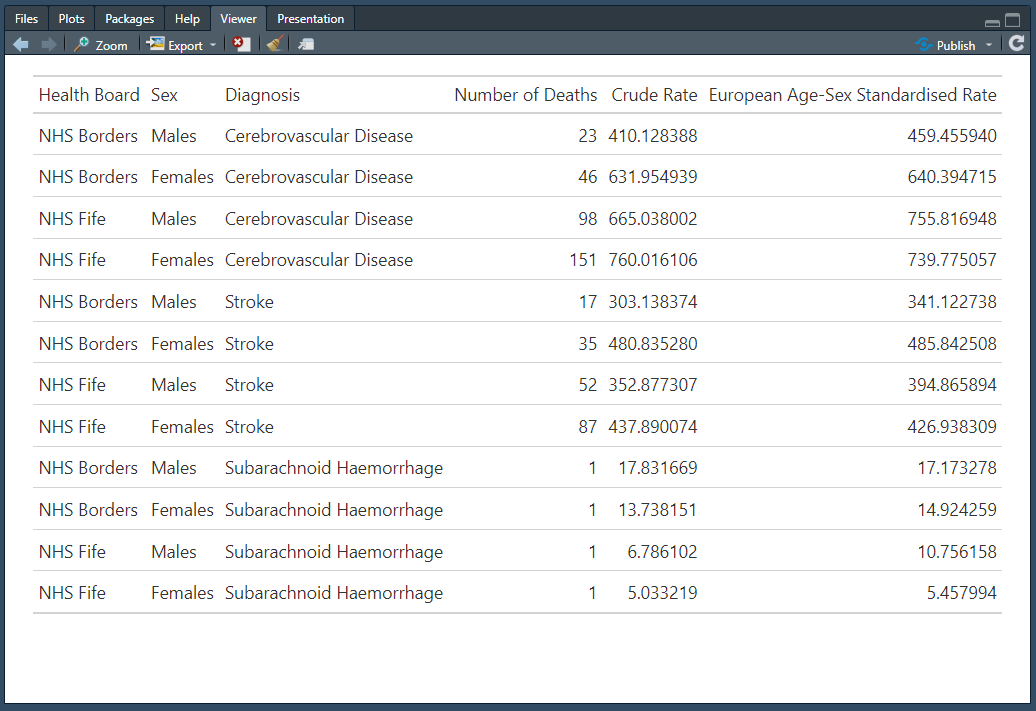 Files Plots Packages Help Viewer Presentation
Zoom Export Publish
Health Board Sex Diagnosis Number of Deaths Crude Rate European Age-Sex Standardised Rate
NHS Borders Males Cerebrovascular Disease 23 410.128388 459.455940
NHS Borders Females Cerebrovascular Disease 46 631.954939 640.394715
NHS Fife Males Cerebrovascular Disease 98 665.038002 755.816948
NHS Fife Females Cerebrovascular Disease 151 760.016106 739.775057
NHS Borders Males Stroke 17 303.138374 341.122738
NHS Borders Females Stroke 35 480.835280 485.842508
NHS Fife Males Stroke 52 352.877307 394.865894
NHS Fife Females Stroke 87 437.890074 426.938309
NHS Borders Males Subarachnoid Haemorrhage 1 17.831669 17.173278
NHS Borders Females Subarachnoid Haemorrhage 1 13.738151 14.924259
NHS Fife Males Subarachnoid Haemorrhage 1 6.786102 10.756158
NHS Fife Females Subarachnoid Haemorrhage 1 5.033219 5.457994